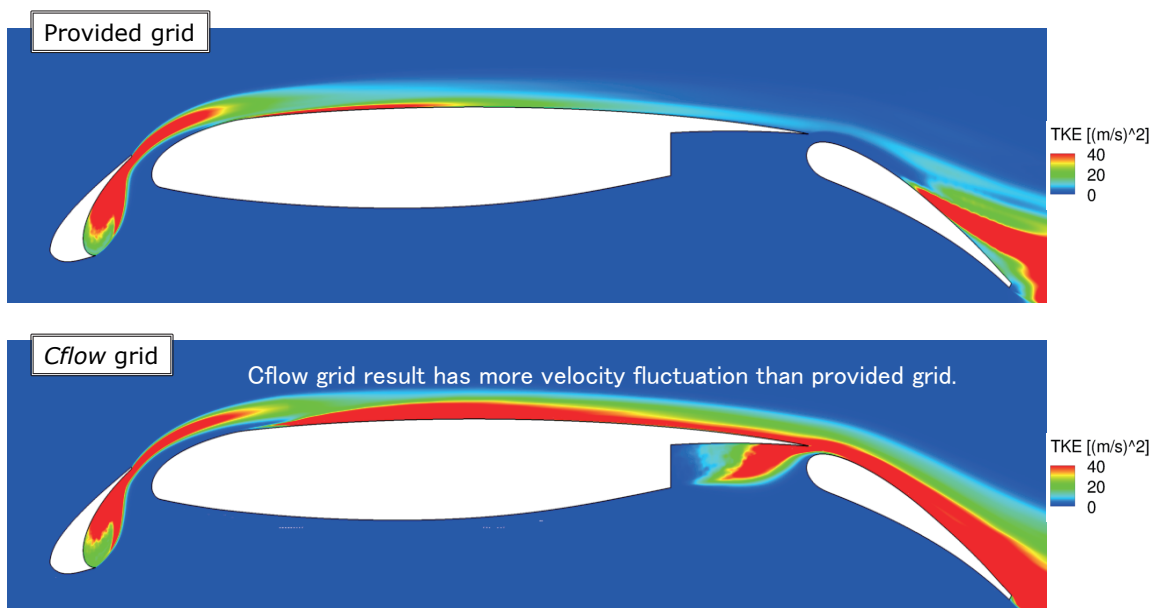 Provided grid
TKE [(m/s)^2]
40
20
0
Cflow grid
Cflow grid result has more velocity fluctuation than provided grid.
TKE [(m/s)^2]
40
20
0